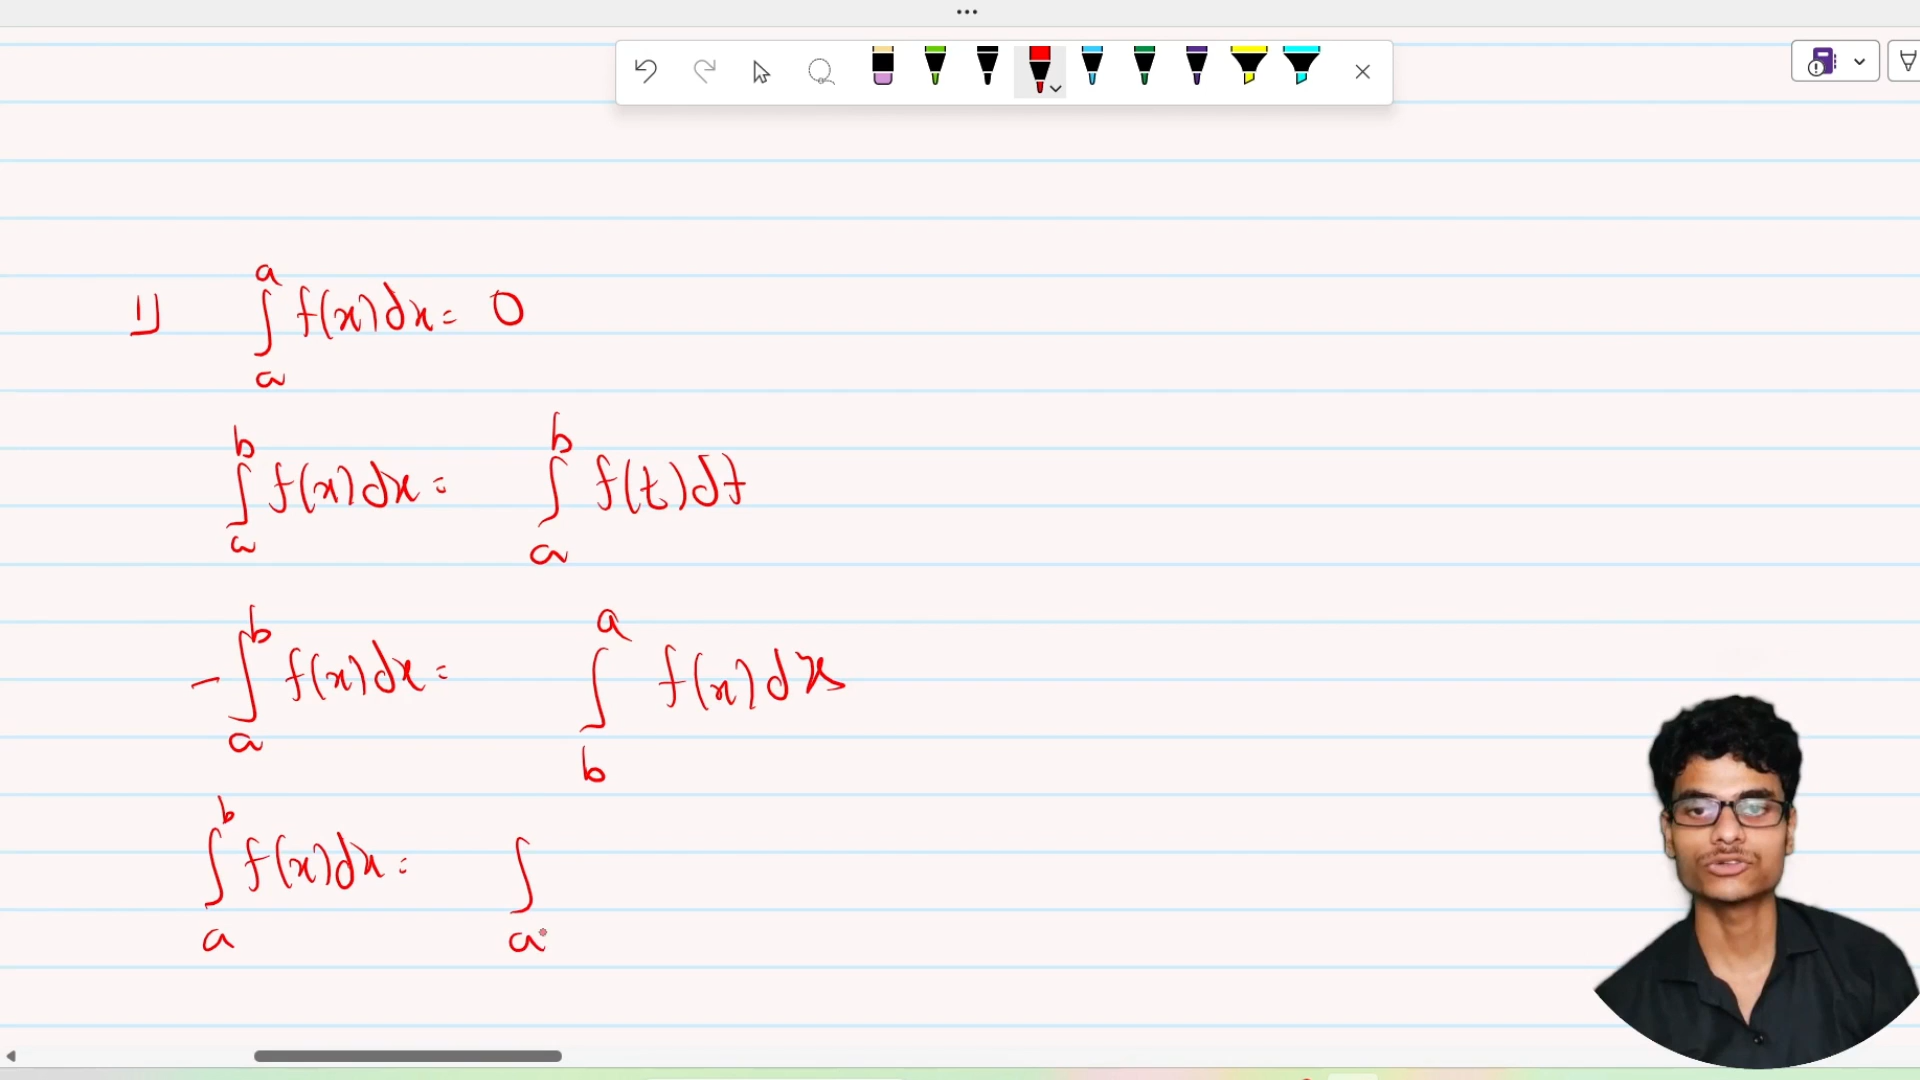 1) ∫_a^a f(x)dx = 0
∫_a^b f(x)dx = ∫_a^b f(t)dt
-∫_a^b f(x)dx = ∫_b^a f(x)dx
∫_a^b f(x)dx = ∫_a